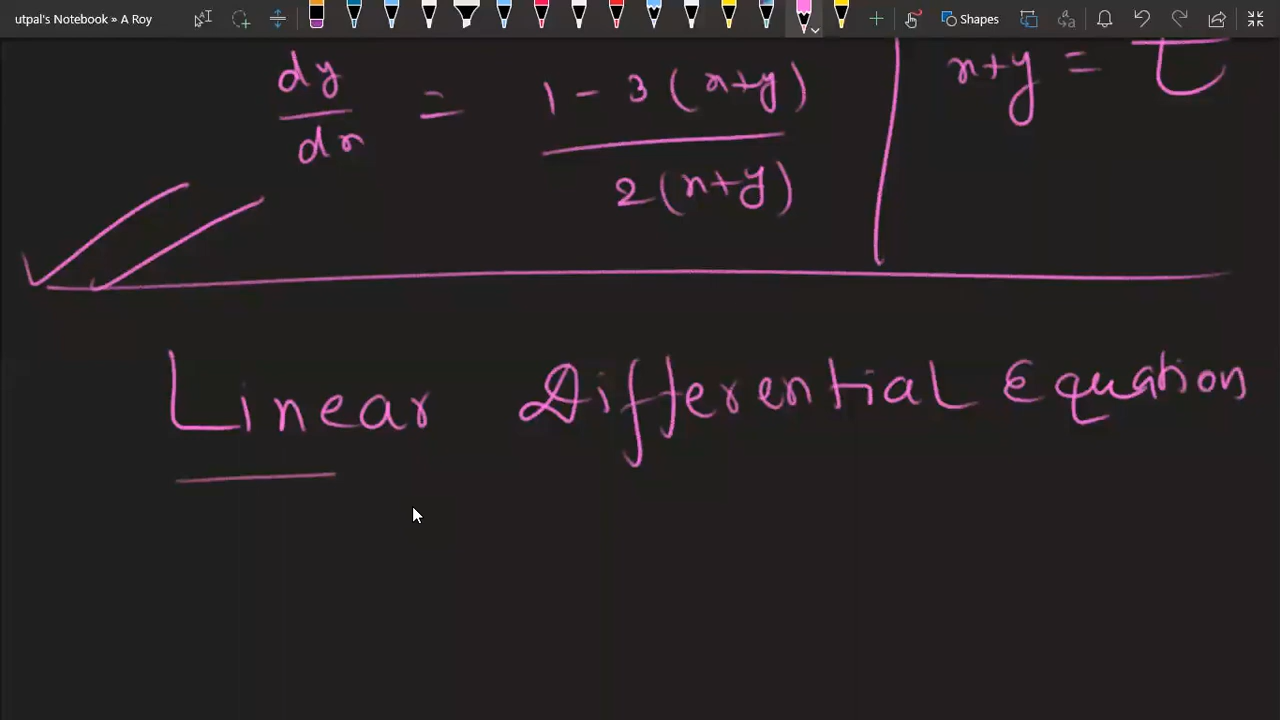 utpal's Notebook » A Roy
Shapes
dy/dx = 1 - 3(x+y) / 2(x+y)
x+y = t
Linear Differential Equation